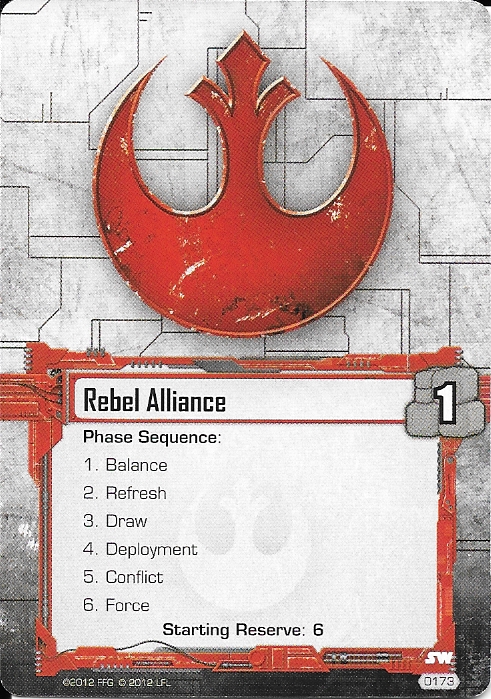 Rebel Alliance
1
Phase Sequence:
1. Balance
2. Refresh
3. Draw
4. Deployment
5. Conflict
6. Force
Starting Reserve: 6
SW
©2012 FFG © 2012 LFL
0173